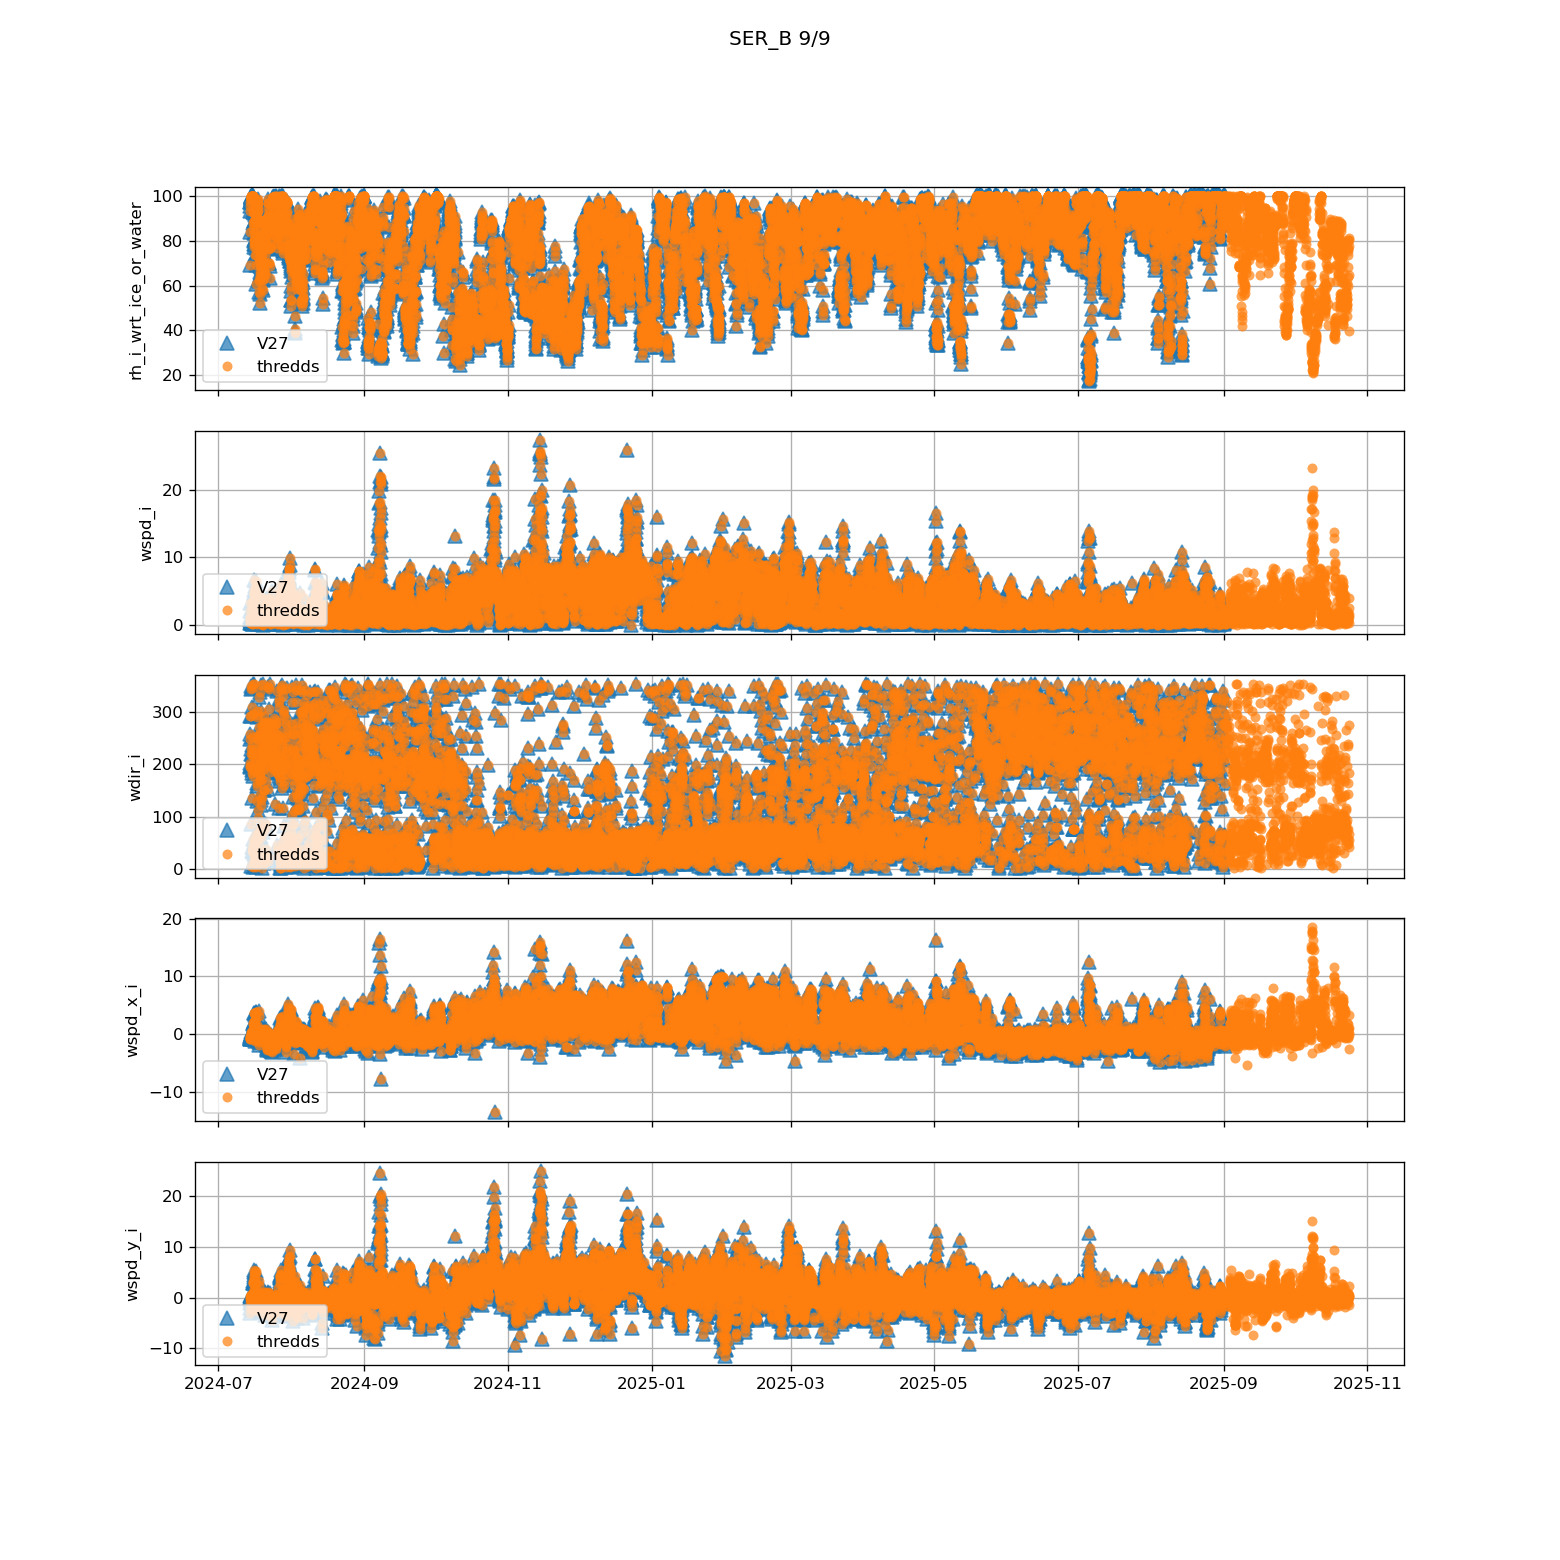 SER_B 9/9
rh_i_wrt_ice_or_water
100
80
60
40
20
V27
thredds
wspd_i
20
10
0
V27
thredds
wdir_i
300
200
100
0
V27
thredds
wspd_x_i
20
10
0
−10
V27
thredds
wspd_y_i
20
10
0
−10
V27
thredds
2024-07 2024-09 2024-11 2025-01 2025-03 2025-05 2025-07 2025-09 2025-11